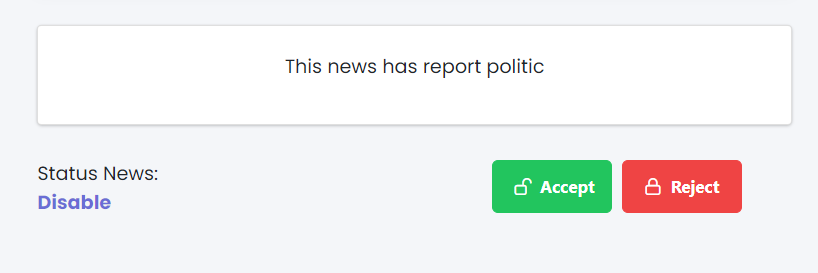 This news has report politic
Status News:
Disable
Accept
Reject